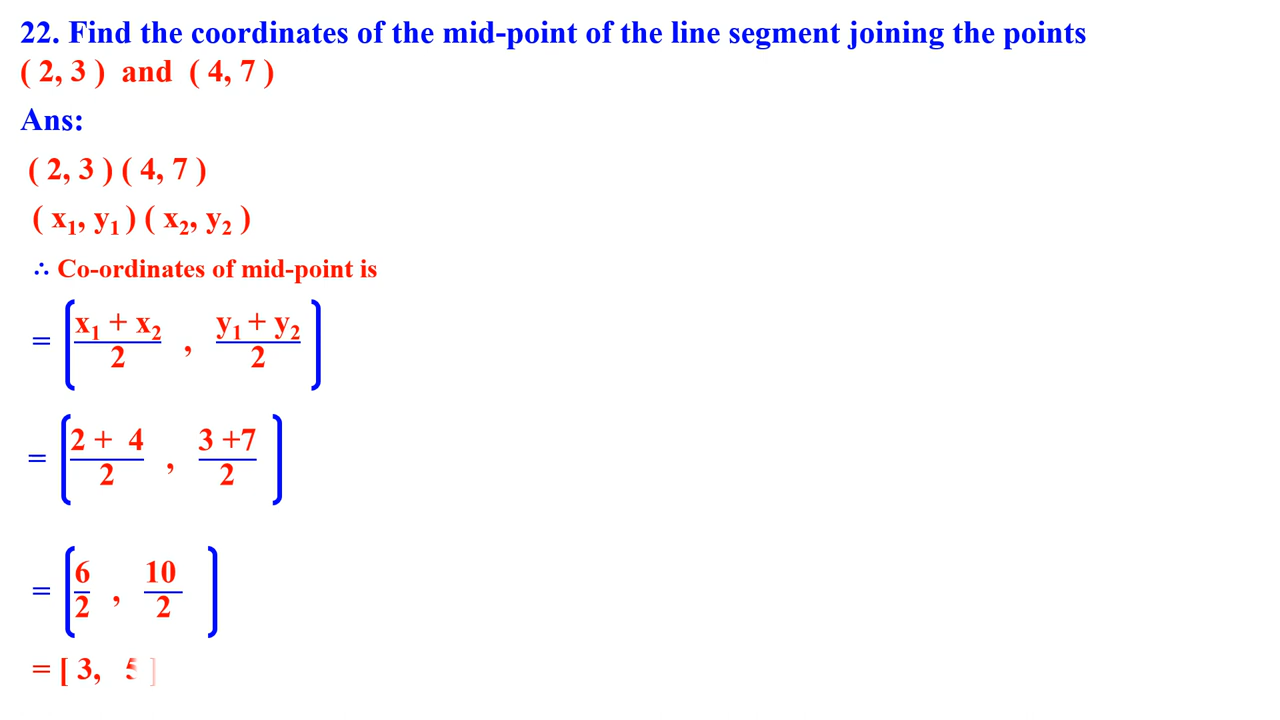 22. Find the coordinates of the mid-point of the line segment joining the points
( 2, 3 ) and ( 4, 7 )
Ans:
( 2, 3 ) ( 4, 7 )
( x₁, y₁ ) ( x₂, y₂ )
∴ Co-ordinates of mid-point is
= [ x₁ + x₂ / 2 , y₁ + y₂ / 2 ]
= [ 2 + 4 / 2 , 3 +7 / 2 ]
= [ 6 / 2 , 10 / 2 ]
= [ 3, 5 ]